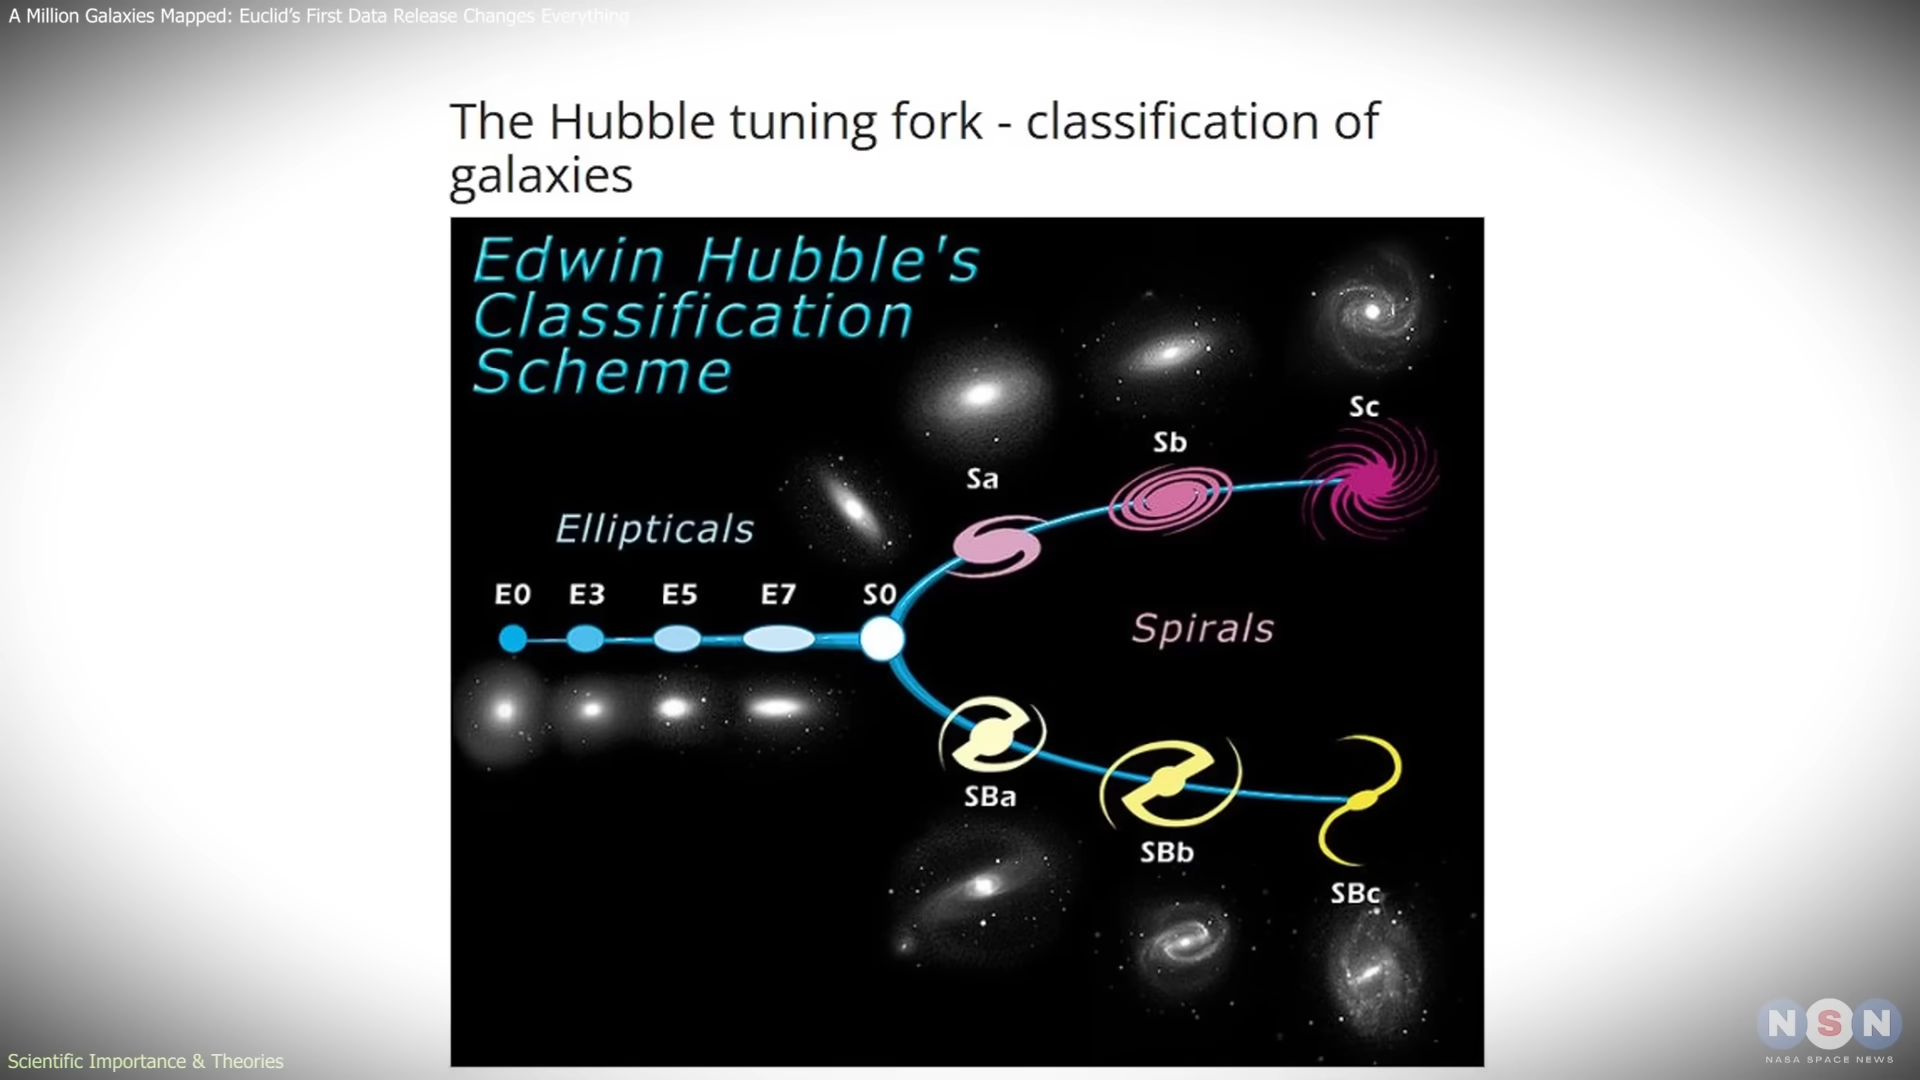 A Million Galaxies Mapped: Euclid's First Data Release Changes Everything
The Hubble tuning fork - classification of
galaxies
Edwin Hubble's
Classification
Scheme
Sc
Sb
Sa
Ellipticals
E0 E3 E5 E7 S0
Spirals
SBa
SBb
SBc
NSN
NASA SPACE NEWS
Scientific Importance & Theories